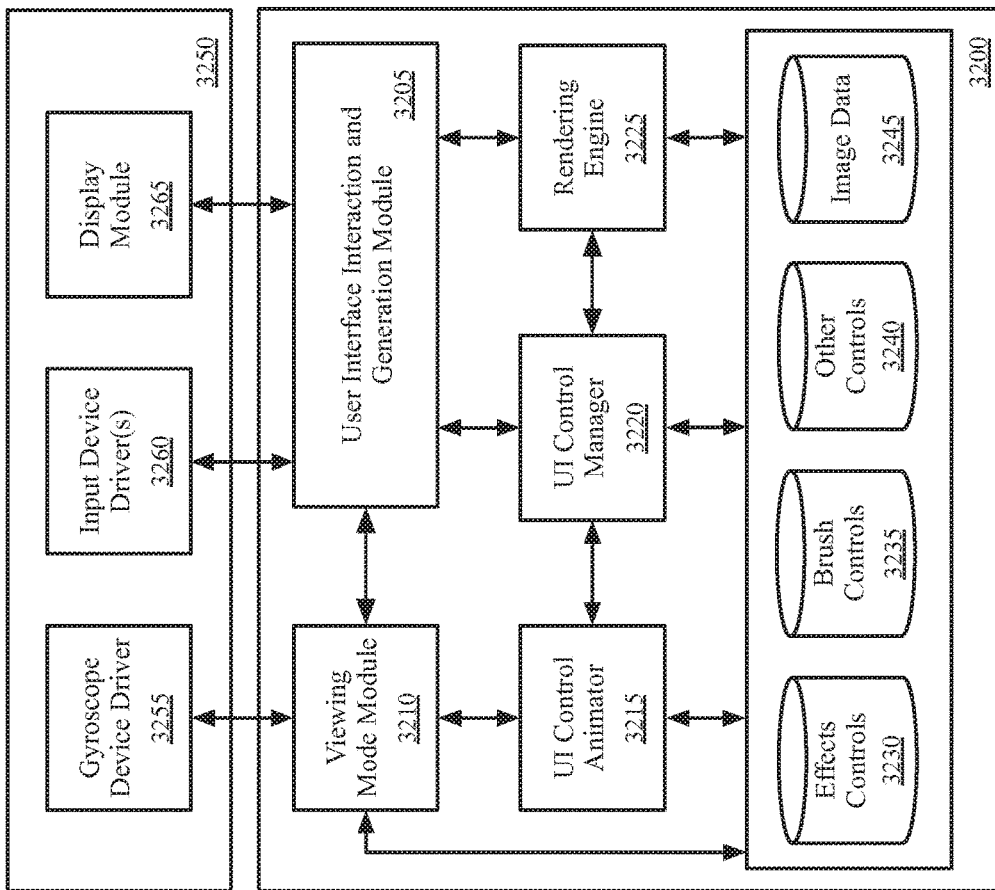 Gyroscope
Device Driver
3255
Input Device
Driver(s)
3260
Display
Module
3265
3250
Viewing
Mode Module
3210
User Interface Interaction and
Generation Module
3205
UI Control
Animator
3215
UI Control
Manager
3220
Rendering
Engine
3225
Effects
Controls
3230
Brush
Controls
3235
Other
Controls
3240
Image Data
3245
3200